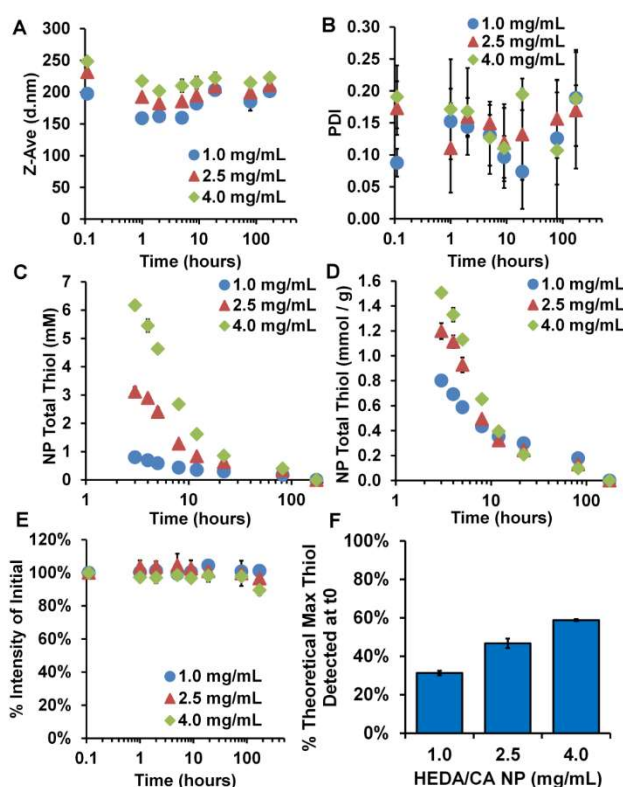 A
300
250
200
150
100
50
0
Z-Ave (d.nm)
1.0 mg/mL
2.5 mg/mL
4.0 mg/mL
0.1 1 10 100
Time (hours)
B
1.0 mg/mL
2.5 mg/mL
4.0 mg/mL
0.30
0.25
0.20
0.15
0.10
0.05
0.00
PDI
0.1 1 10 100
Time (hours)
C
1.0 mg/mL
2.5 mg/mL
4.0 mg/mL
7
6
5
4
3
2
1
0
NP Total Thiol (mM)
1 10 100
Time (hours)
D
1.0 mg/mL
2.5 mg/mL
4.0 mg/mL
1.6
1.4
1.2
1.0
0.8
0.6
0.4
0.2
0.0
NP Total Thiol (mmol / g)
1 10 100
Time (hours)
E
120%
100%
80%
60%
40%
20%
0%
% Intensity of Initial
1.0 mg/mL
2.5 mg/mL
4.0 mg/mL
0.1 1 10 100
Time (hours)
F
100%
80%
60%
40%
20%
0%
% Theoretical Max Thiol
Detected at t0
1.0 2.5 4.0
HEDA/CA NP (mg/mL)